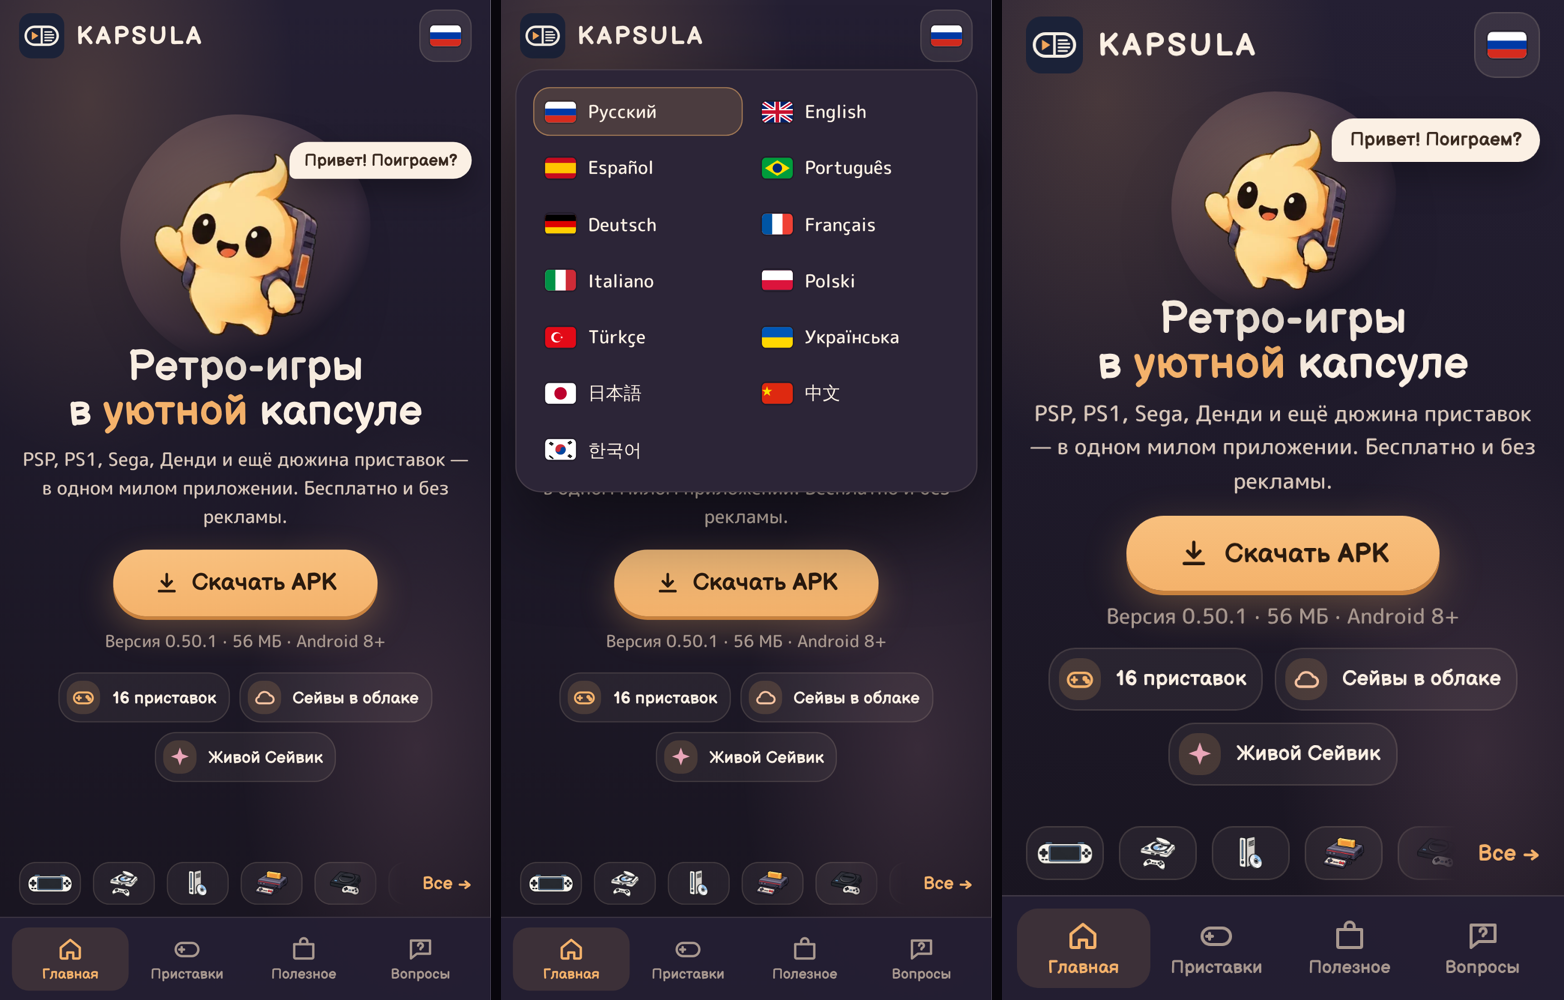 KAPSULA
Привет! Поиграем?
Ретро-игры
в уютной капсуле
PSP, PS1, Sega, Денди и ещё дюжина приставок —
в одном милом приложении. Бесплатно и без
рекламы.
Скачать APK
Версия 0.50.1 · 56 МБ · Android 8+
16 приставок
Сейвы в облаке
Живой Сейвик
Все →
Главная
Приставки
Полезное
Вопросы
KAPSULA
Русский
English
Español
Português
Deutsch
Français
Italiano
Polski
Türkçe
Українська
日本語
中文
한국어
в одном милом приложении. Бесплатно и без
рекламы.
Скачать APK
Версия 0.50.1 · 56 МБ · Android 8+
16 приставок
Сейвы в облаке
Живой Сейвик
Все →
Главная
Приставки
Полезное
Вопросы
KAPSULA
Привет! Поиграем?
Ретро-игры
в уютной капсуле
PSP, PS1, Sega, Денди и ещё дюжина приставок
— в одном милом приложении. Бесплатно и без
рекламы.
Скачать APK
Версия 0.50.1 · 56 МБ · Android 8+
16 приставок
Сейвы в облаке
Живой Сейвик
Все →
Главная
Приставки
Полезное
Вопросы